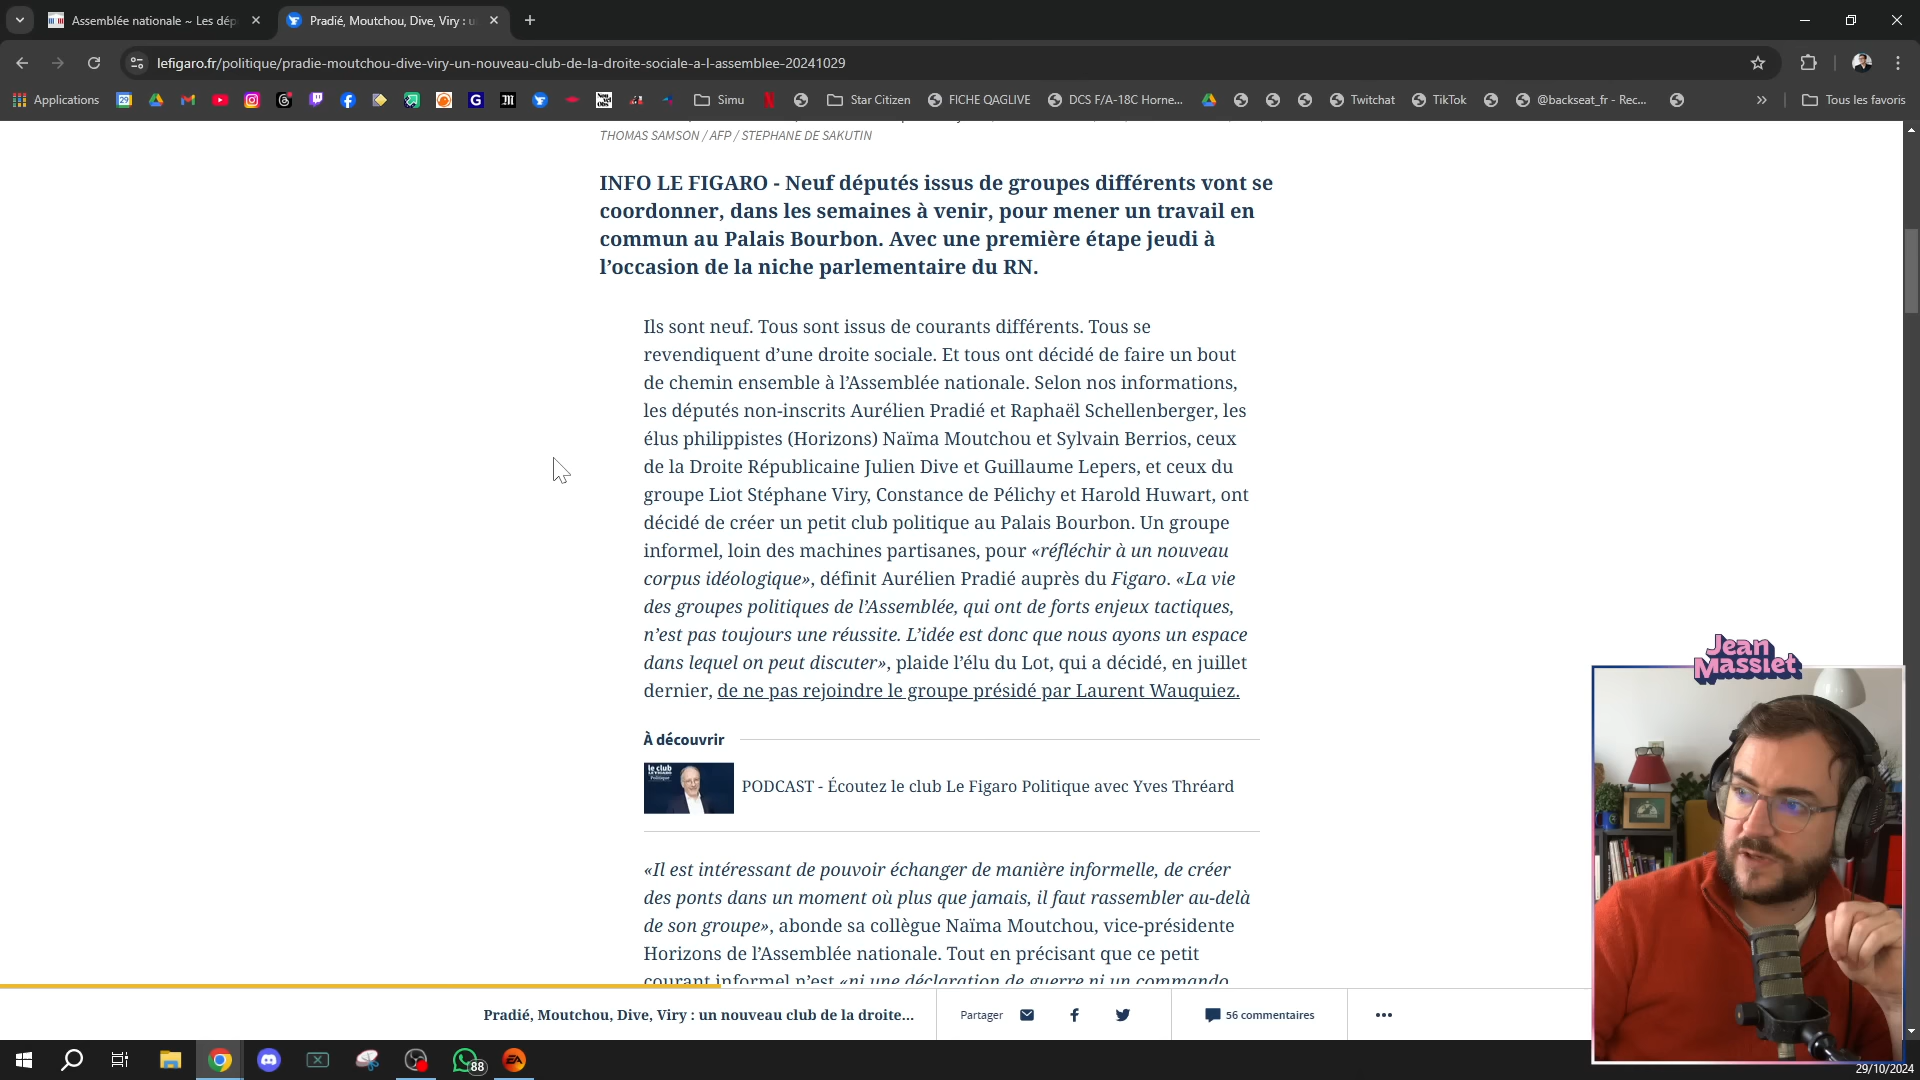 Assemblée nationale ~ Les dép
Pradié, Moutchou, Dive, Viry : u
lefigaro.fr/politique/pradie-moutchou-dive-viry-un-nouveau-club-de-la-droite-sociale-a-l-assemblee-20241029
Applications
Simu
Star Citizen
FICHE QAGLIVE
DCS F/A-18C Horne...
Twitchat
TikTok
@backseat_fr - Rec...
Tous les favoris
THOMAS SAMSON / AFP / STEPHANE DE SAKUTIN
INFO LE FIGARO - Neuf députés issus de groupes différents vont se
coordonner, dans les semaines à venir, pour mener un travail en
commun au Palais Bourbon. Avec une première étape jeudi à
l’occasion de la niche parlementaire du RN.
Ils sont neuf. Tous sont issus de courants différents. Tous se
revendiquent d’une droite sociale. Et tous ont décidé de faire un bout
de chemin ensemble à l’Assemblée nationale. Selon nos informations,
les députés non-inscrits Aurélien Pradié et Raphaël Schellenberger, les
élus philippistes (Horizons) Naïma Moutchou et Sylvain Berrios, ceux
de la Droite Républicaine Julien Dive et Guillaume Lepers, et ceux du
groupe Liot Stéphane Viry, Constance de Pélichy et Harold Huwart, ont
décidé de créer un petit club politique au Palais Bourbon. Un groupe
informel, loin des machines partisanes, pour «réfléchir à un nouveau
corpus idéologique», définit Aurélien Pradié auprès du Figaro. «La vie
des groupes politiques de l’Assemblée, qui ont de forts enjeux tactiques,
n’est pas toujours une réussite. L’idée est donc que nous ayons un espace
dans lequel on peut discuter», plaide l’élu du Lot, qui a décidé, en juillet
dernier, de ne pas rejoindre le groupe présidé par Laurent Wauquiez.
À découvrir
le club
LE FIGARO
Politique
PODCAST - Écoutez le club Le Figaro Politique avec Yves Thréard
«Il est intéressant de pouvoir échanger de manière informelle, de créer
des ponts dans un moment où plus que jamais, il faut rassembler au-delà
de son groupe», abonde sa collègue Naïma Moutchou, vice-présidente
Horizons de l’Assemblée nationale. Tout en précisant que ce petit
courant informel n’est «ni une déclaration de guerre ni un commando
Jean
Massiet
Pradié, Moutchou, Dive, Viry : un nouveau club de la droite...
Partager
56 commentaires
88
29/10/2024